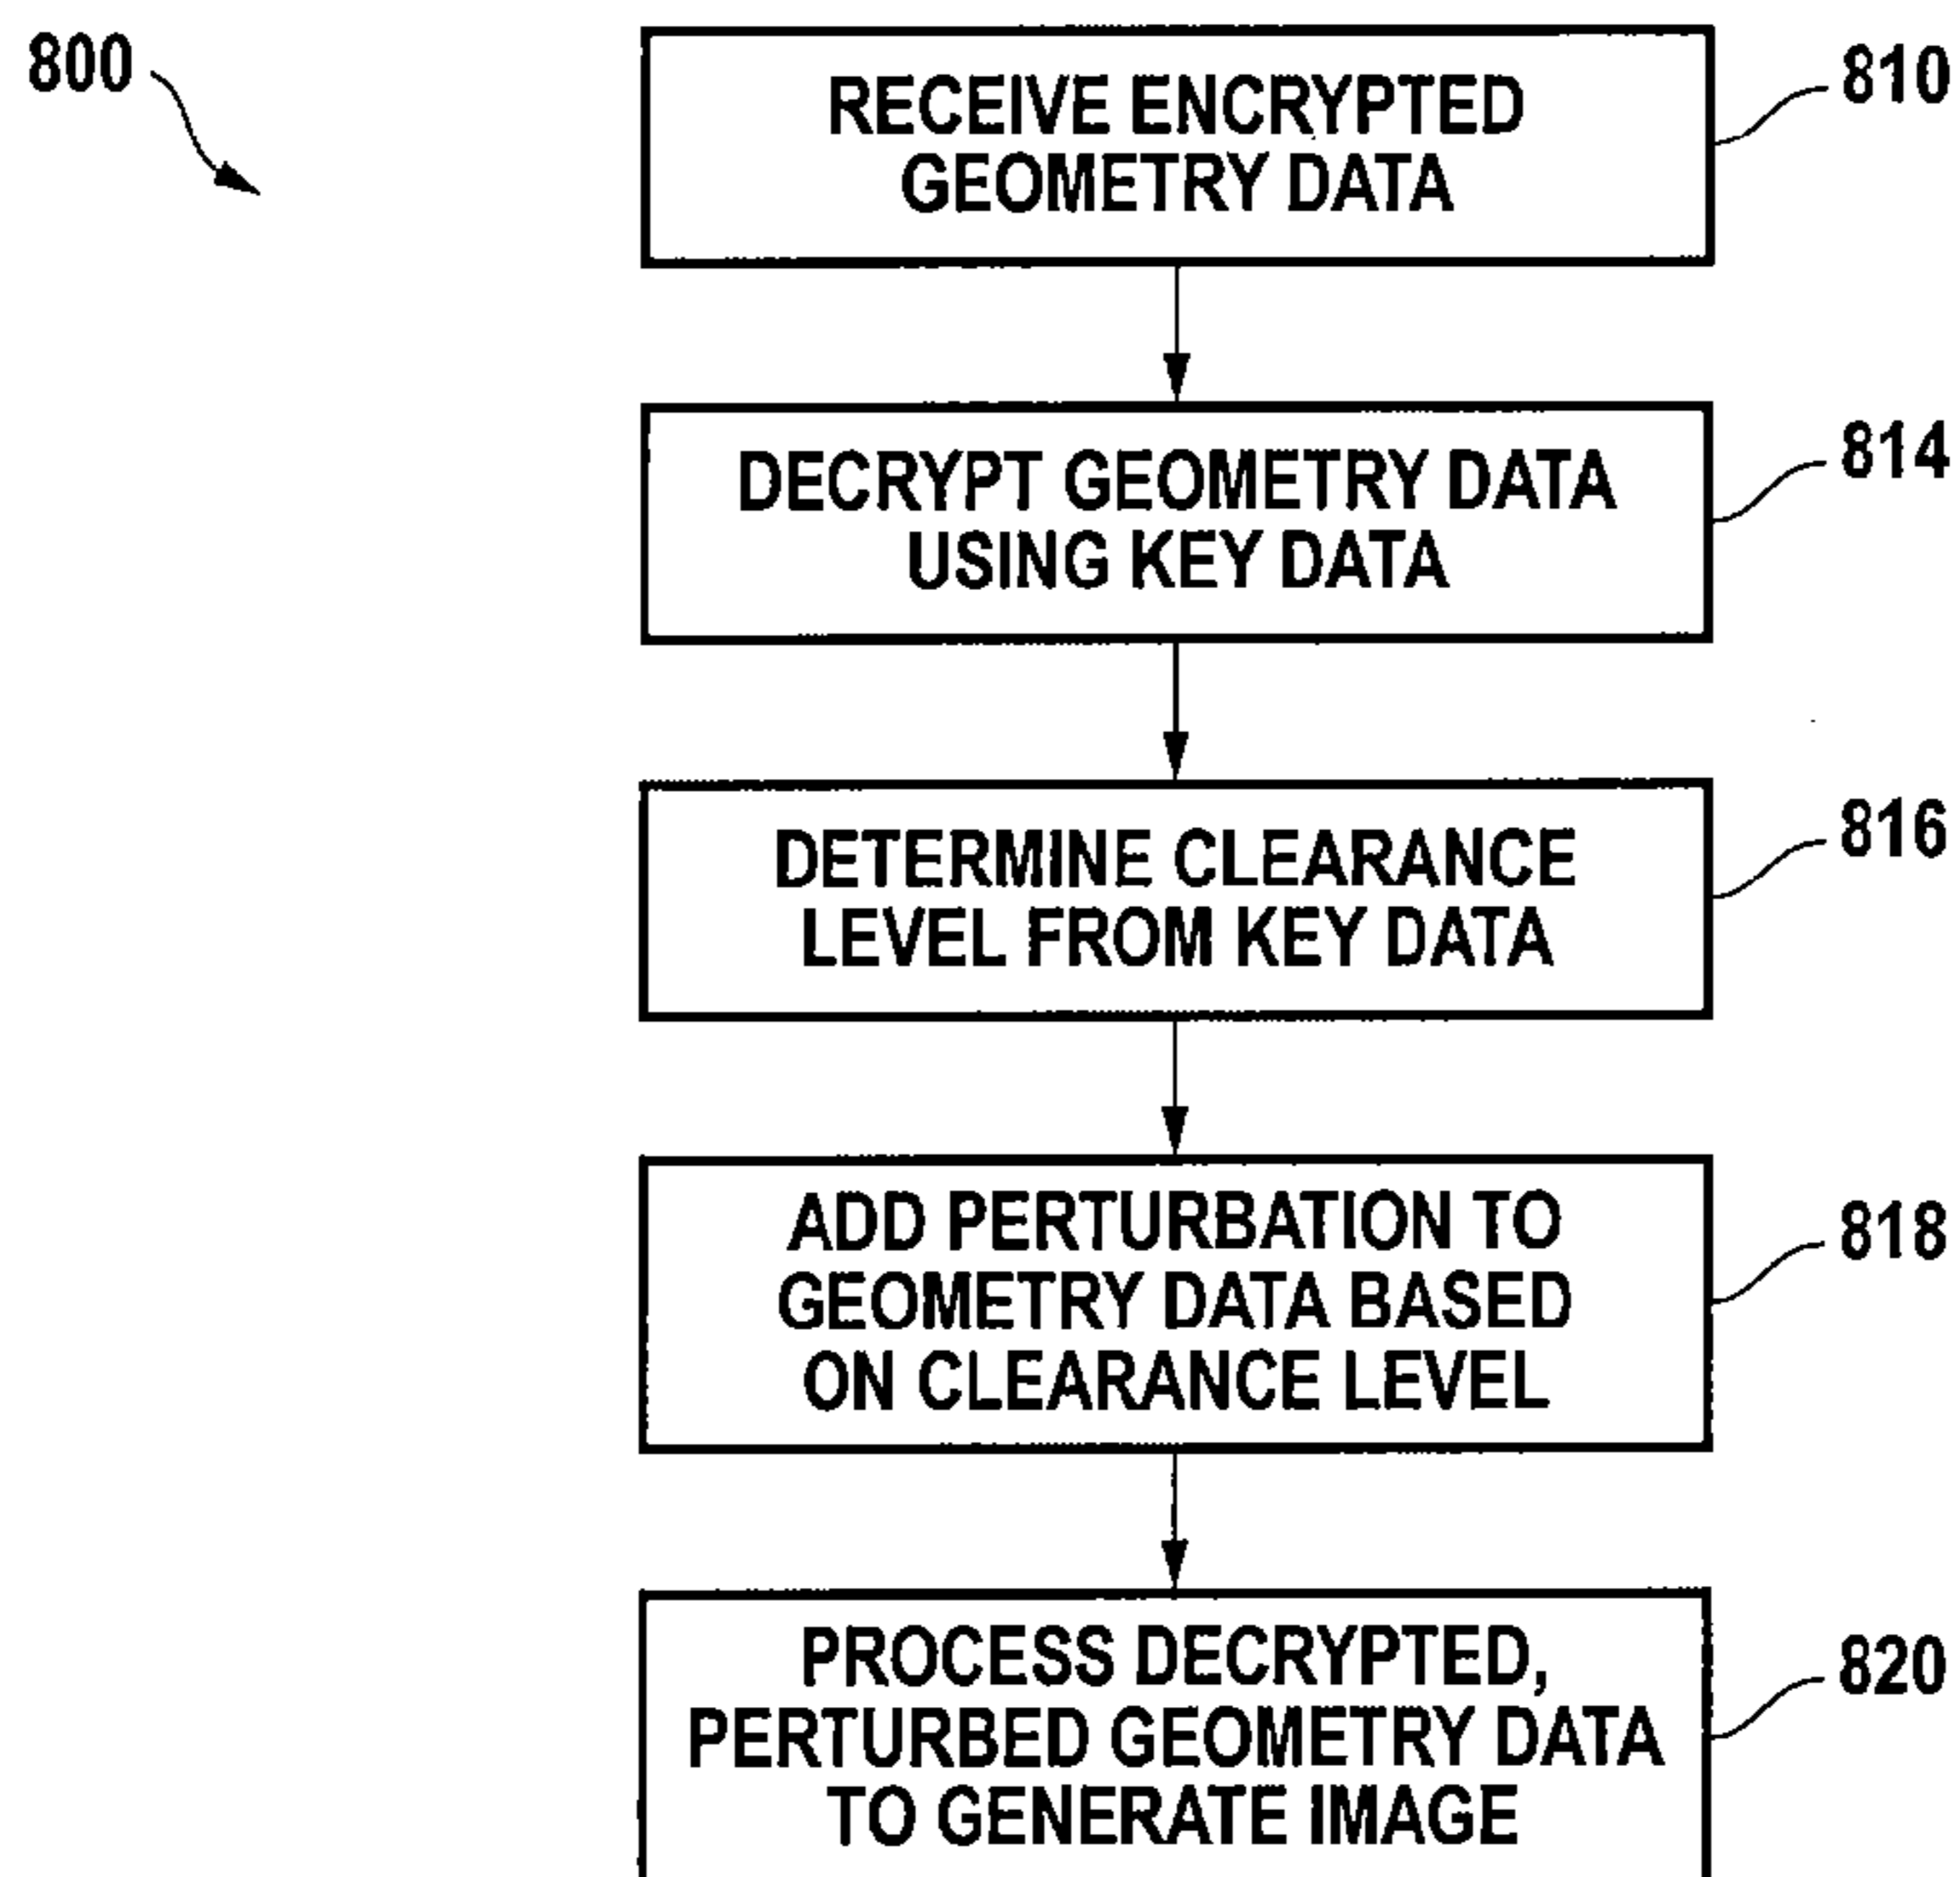 800
RECEIVE ENCRYPTED
GEOMETRY DATA
810
DECRYPT GEOMETRY DATA
USING KEY DATA
814
DETERMINE CLEARANCE
LEVEL FROM KEY DATA
816
ADD PERTURBATION TO
GEOMETRY DATA BASED
ON CLEARANCE LEVEL
818
PROCESS DECRYPTED,
PERTURBED GEOMETRY DATA
TO GENERATE IMAGE
820